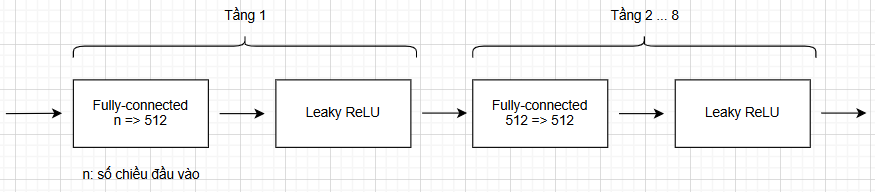 Tầng 1
Tầng 2 ... 8
Fully-connected
n => 512
Leaky ReLU
Fully-connected
512 => 512
Leaky ReLU
n: số chiều đầu vào